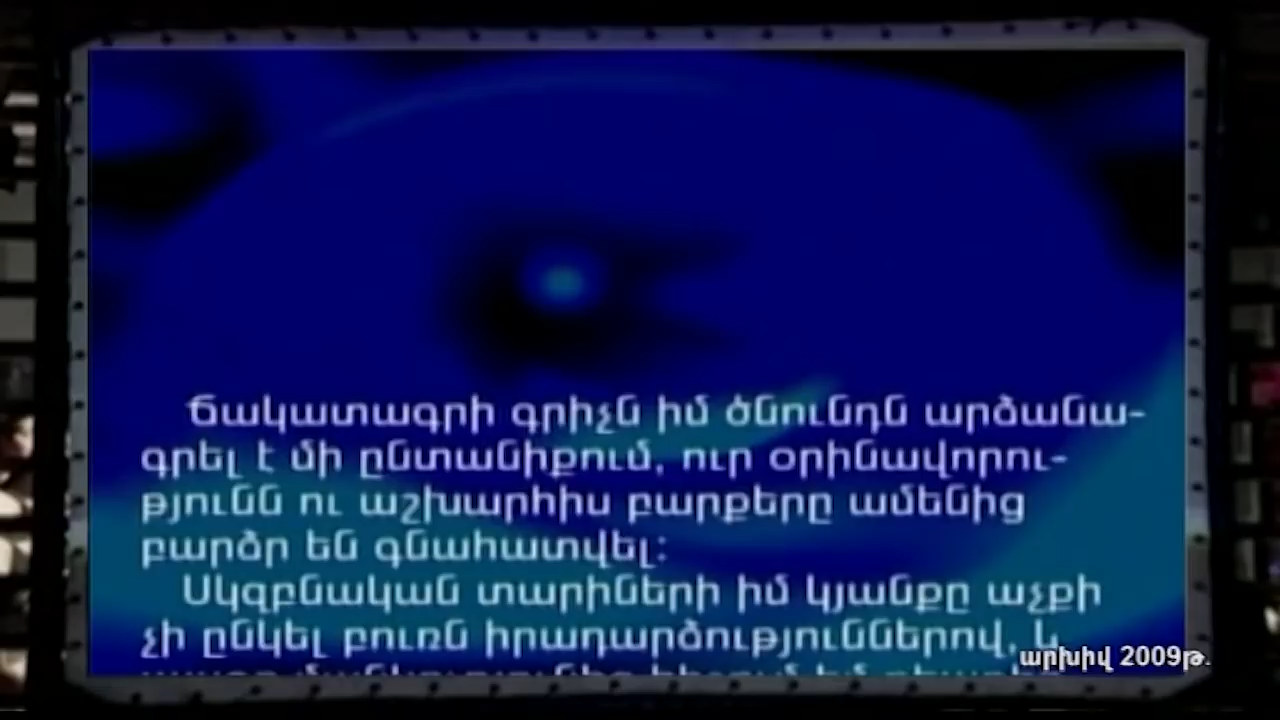 Ճակատագրի գրիչն իմ ծնունդն արձանա-
գրել է մի ընտանիքում, ուր օրինավորու-
թյունն ու աշխարհիս բարքերը ամենից
բարձր են գնահատվել:
Սկզբնական տարիների իմ կյանքը աչքի
չի ընկել բուռն իրադարձություններով, և
արխիվ 2009թ.